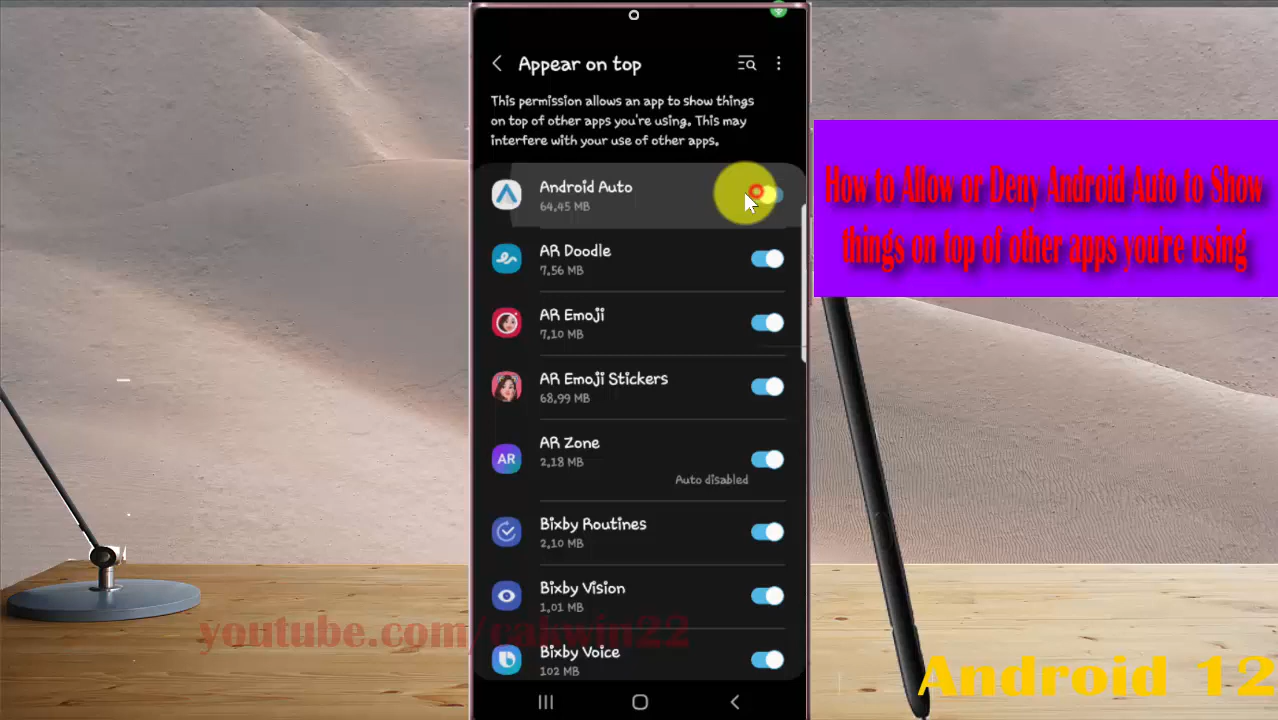 Appear on top
This permission allows an app to show things
on top of other apps you're using. This may
interfere with your use of other apps.
Android Auto
64,45 MB
AR Doodle
7,56 MB
AR Emoji
7,10 MB
AR Emoji Stickers
68,99 MB
AR Zone
2,18 MB
Auto disabled
AR
Bixby Routines
2,10 MB
Bixby Vision
1,01 MB
Bixby Voice
102 MB
How to Allow or Deny Android Auto to Show
things on top of other apps you're using
youtube.com/cakwin22
Android 12